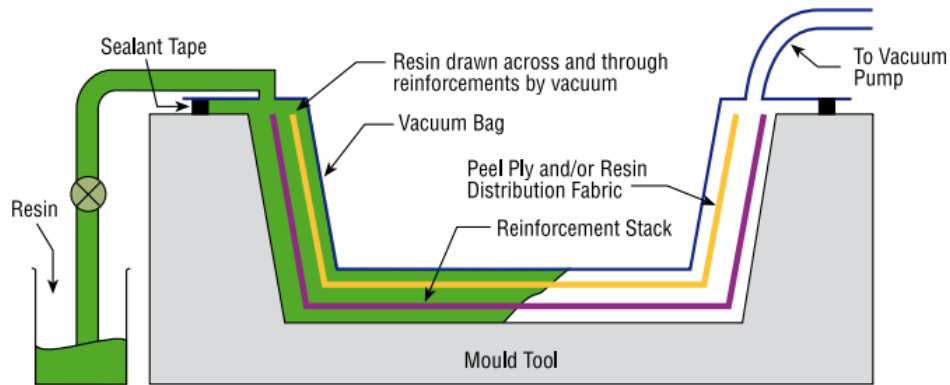 Sealant Tape
Resin drawn across and through
reinforcements by vacuum
To Vacuum
Pump
Vacuum Bag
Peel Ply and/or Resin
Distribution Fabric
Resin
Reinforcement Stack
Mould Tool